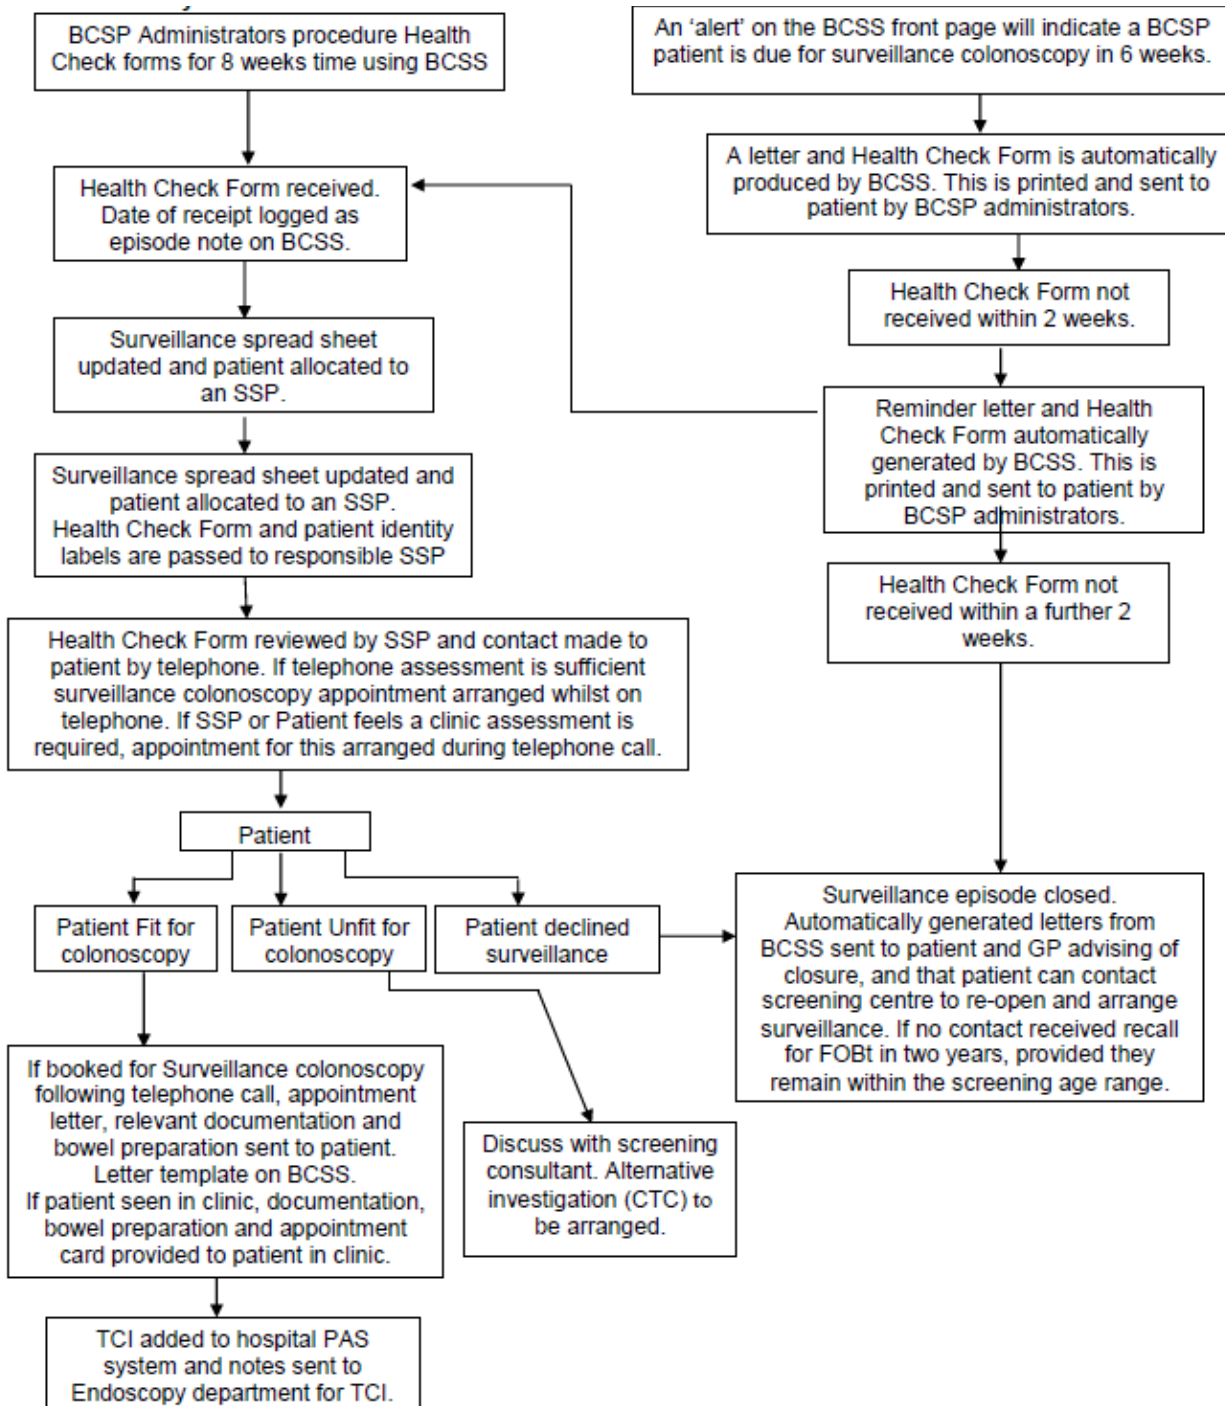 BCSP Administrators procedure Health
Check forms for 8 weeks time using BCSS
Health Check Form received.
Date of receipt logged as
episode note on BCSS.
Surveillance spread sheet
updated and patient allocated to
an SSP.
Surveillance spread sheet updated and
patient allocated to an SSP.
Health Check Form and patient identity
labels are passed to responsible SSP
Health Check Form reviewed by SSP and contact made to
patient by telephone. If telephone assessment is sufficient
surveillance colonoscopy appointment arranged whilst on
telephone. If SSP or Patient feels a clinic assessment is
required, appointment for this arranged during telephone call.
Patient
Patient Fit for
colonoscopy
Patient Unfit for
colonoscopy
Patient declined
surveillance
If booked for Surveillance colonoscopy
following telephone call, appointment
letter, relevant documentation and
bowel preparation sent to patient.
Letter template on BCSS.
If patient seen in clinic, documentation,
bowel preparation and appointment
card provided to patient in clinic.
TCI added to hospital PAS
system and notes sent to
Endoscopy department for TCI.
Discuss with screening
consultant. Alternative
investigation (CTC) to
be arranged.
An ‘alert’ on the BCSS front page will indicate a BCSP
patient is due for surveillance colonoscopy in 6 weeks.
A letter and Health Check Form is automatically
produced by BCSS. This is printed and sent to
patient by BCSP administrators.
Health Check Form not
received within 2 weeks.
Reminder letter and Health
Check Form automatically
generated by BCSS. This is
printed and sent to patient by
BCSP administrators.
Health Check Form not
received within a further 2
weeks.
Surveillance episode closed.
Automatically generated letters from
BCSS sent to patient and GP advising of
closure, and that patient can contact
screening centre to re-open and arrange
surveillance. If no contact received recall
for FOBt in two years, provided they
remain within the screening age range.